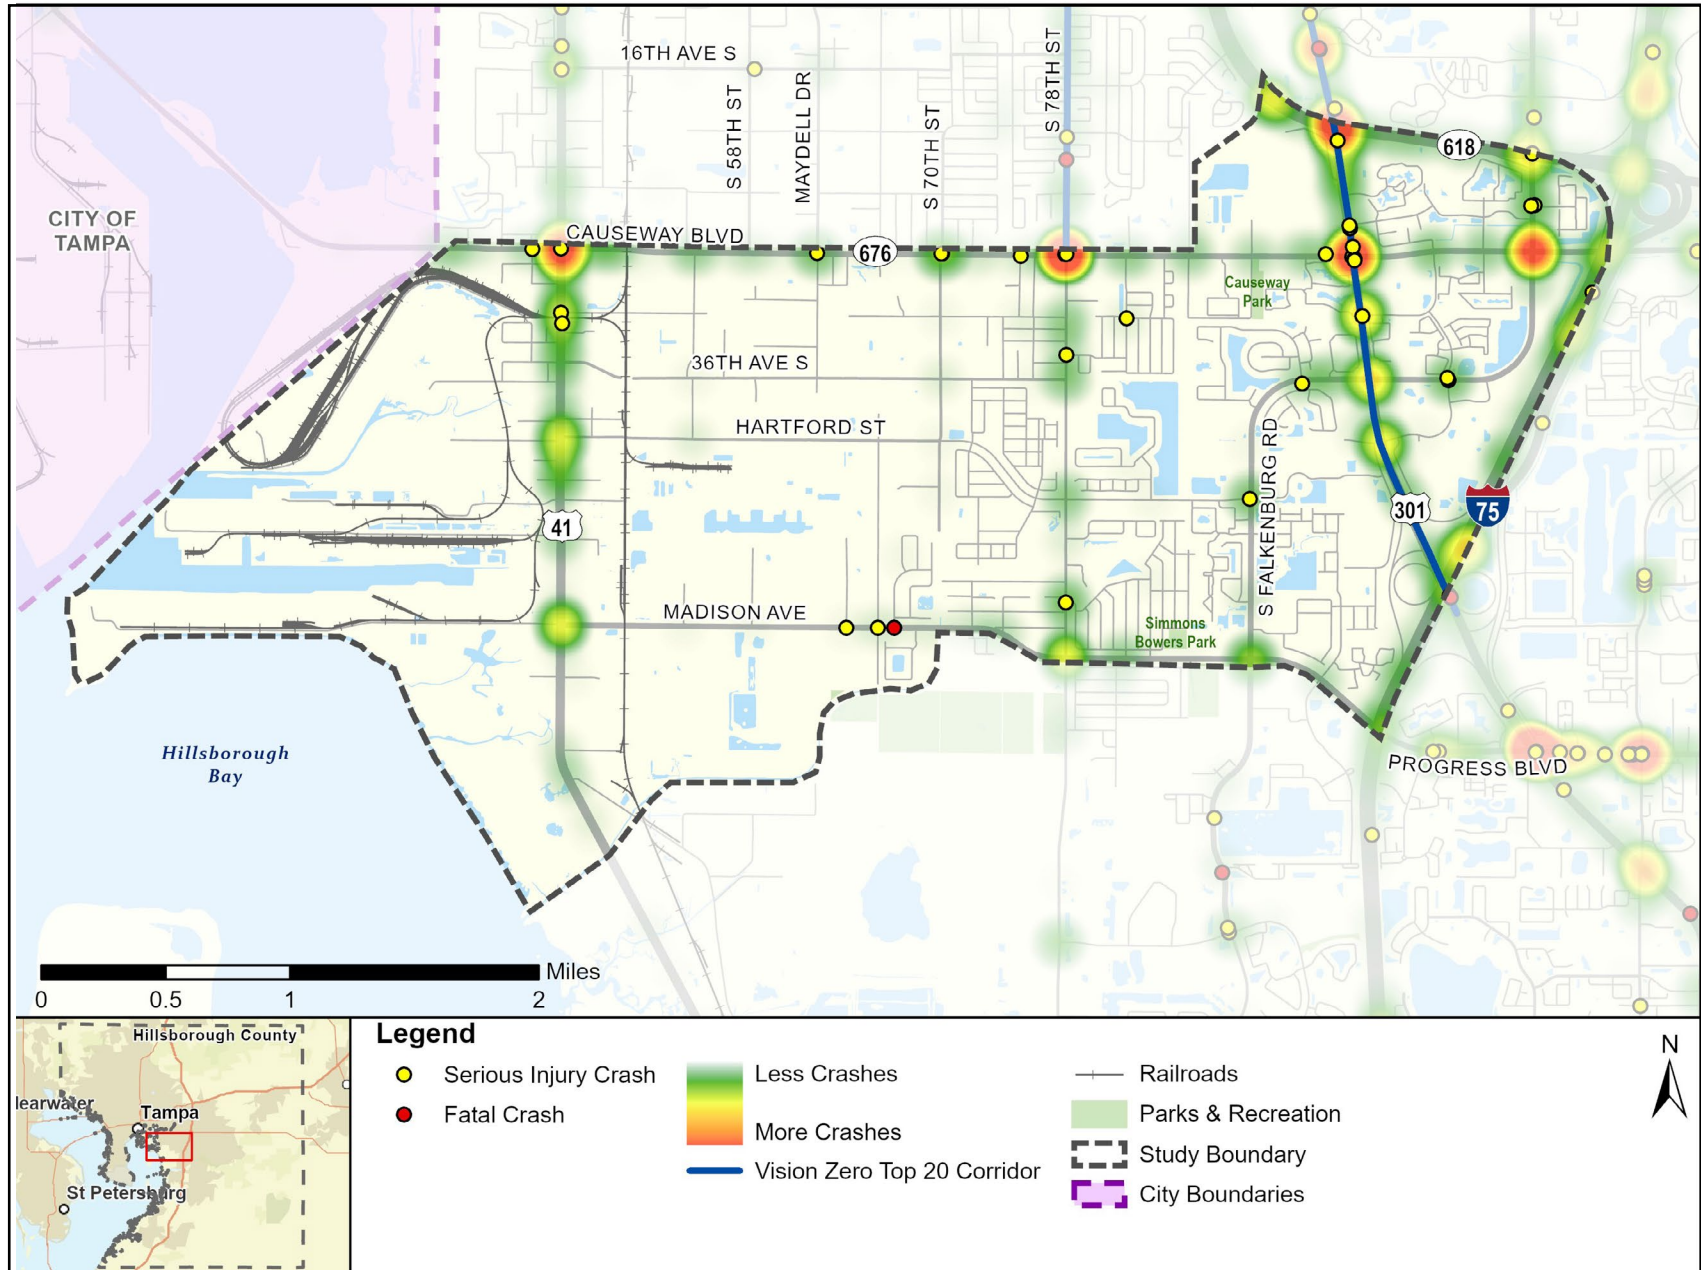 16TH AVE S
S 58TH ST
MAYDELL DR
S 70TH ST
S 78TH ST
618
CITY OF
TAMPA
CAUSEWAY BLVD
676
Causeway
Park
36TH AVE S
HARTFORD ST
S FALKENBURG RD
41
301
75
MADISON AVE
Simmons
Bowers Park
Hillsborough
Bay
PROGRESS BLVD
Miles
0
0.5
1
2
Hillsborough County
learwater
Tampa
St Petersburg
Legend
Serious Injury Crash
Fatal Crash
Less Crashes
More Crashes
Vision Zero Top 20 Corridor
Railroads
Parks & Recreation
Study Boundary
City Boundaries
N